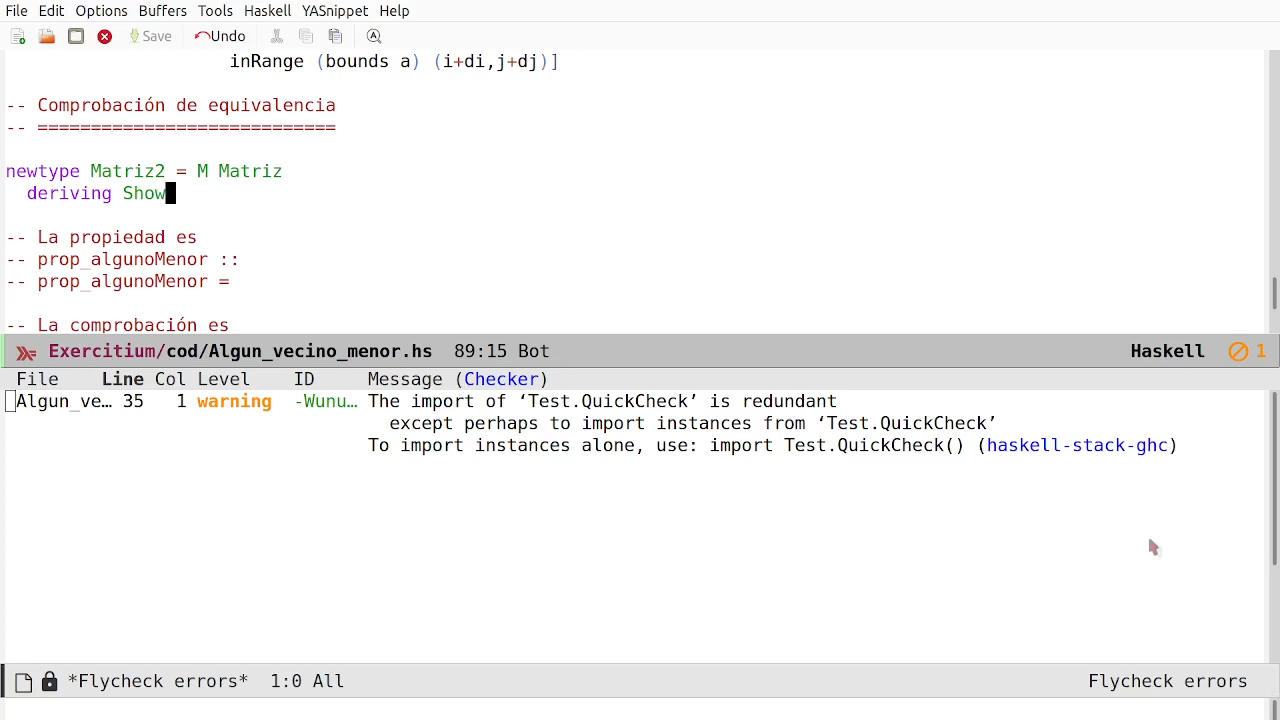 File Edit Options Buffers Tools Haskell YASnippet Help
Save Undo
inRange (bounds a) (i+di,j+dj)]
-- Comprobación de equivalencia
-- ============================
newtype Matriz2 = M Matriz
deriving Show
-- La propiedad es
-- prop_algunoMenor ::
-- prop_algunoMenor =
-- La comprobación es
Exercitium/cod/Algun_vecino_menor.hs 89:15 Bot Haskell 1
File Line Col Level ID Message (Checker)
Algun_ve… 35 1 warning -Wunu… The import of ‘Test.QuickCheck’ is redundant
except perhaps to import instances from ‘Test.QuickCheck’
To import instances alone, use: import Test.QuickCheck() (haskell-stack-ghc)
*Flycheck errors* 1:0 All Flycheck errors